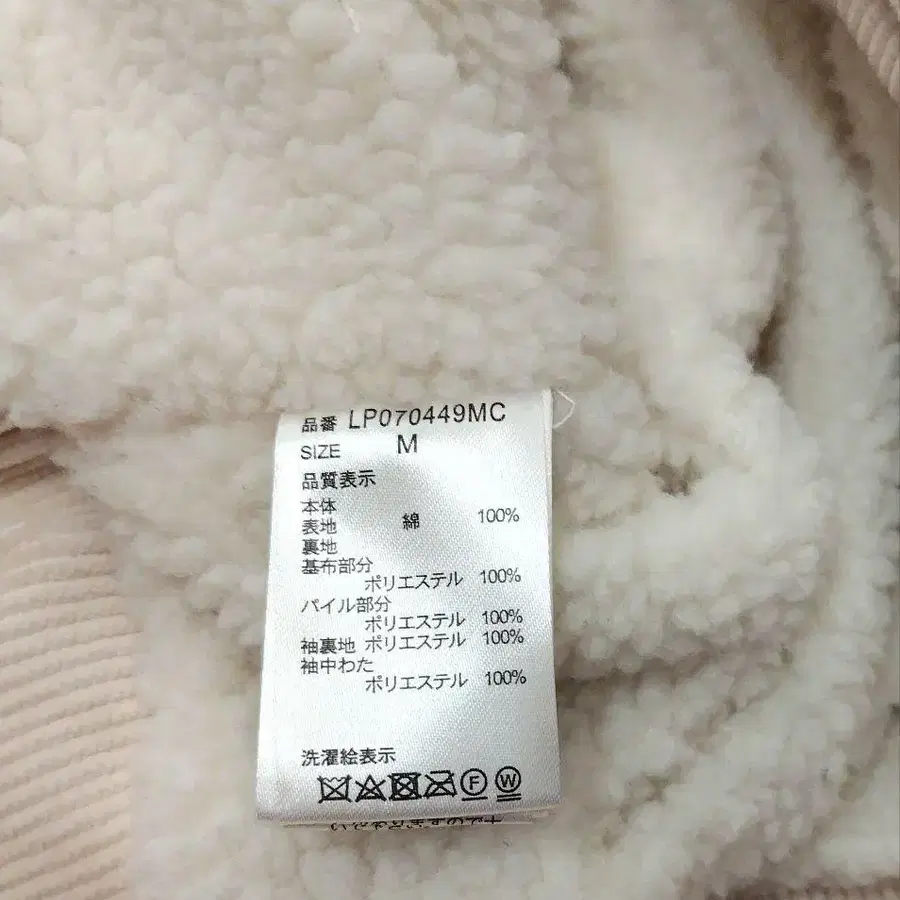 品番 LP070449MC
SIZE M
品質表示
本体
表地 綿 100%
裏地
基布部分
ポリエステル 100%
パイル部分
ポリエステル 100%
袖裏地 ポリエステル 100%
袖中わた
ポリエステル 100%
洗濯絵表示
F W